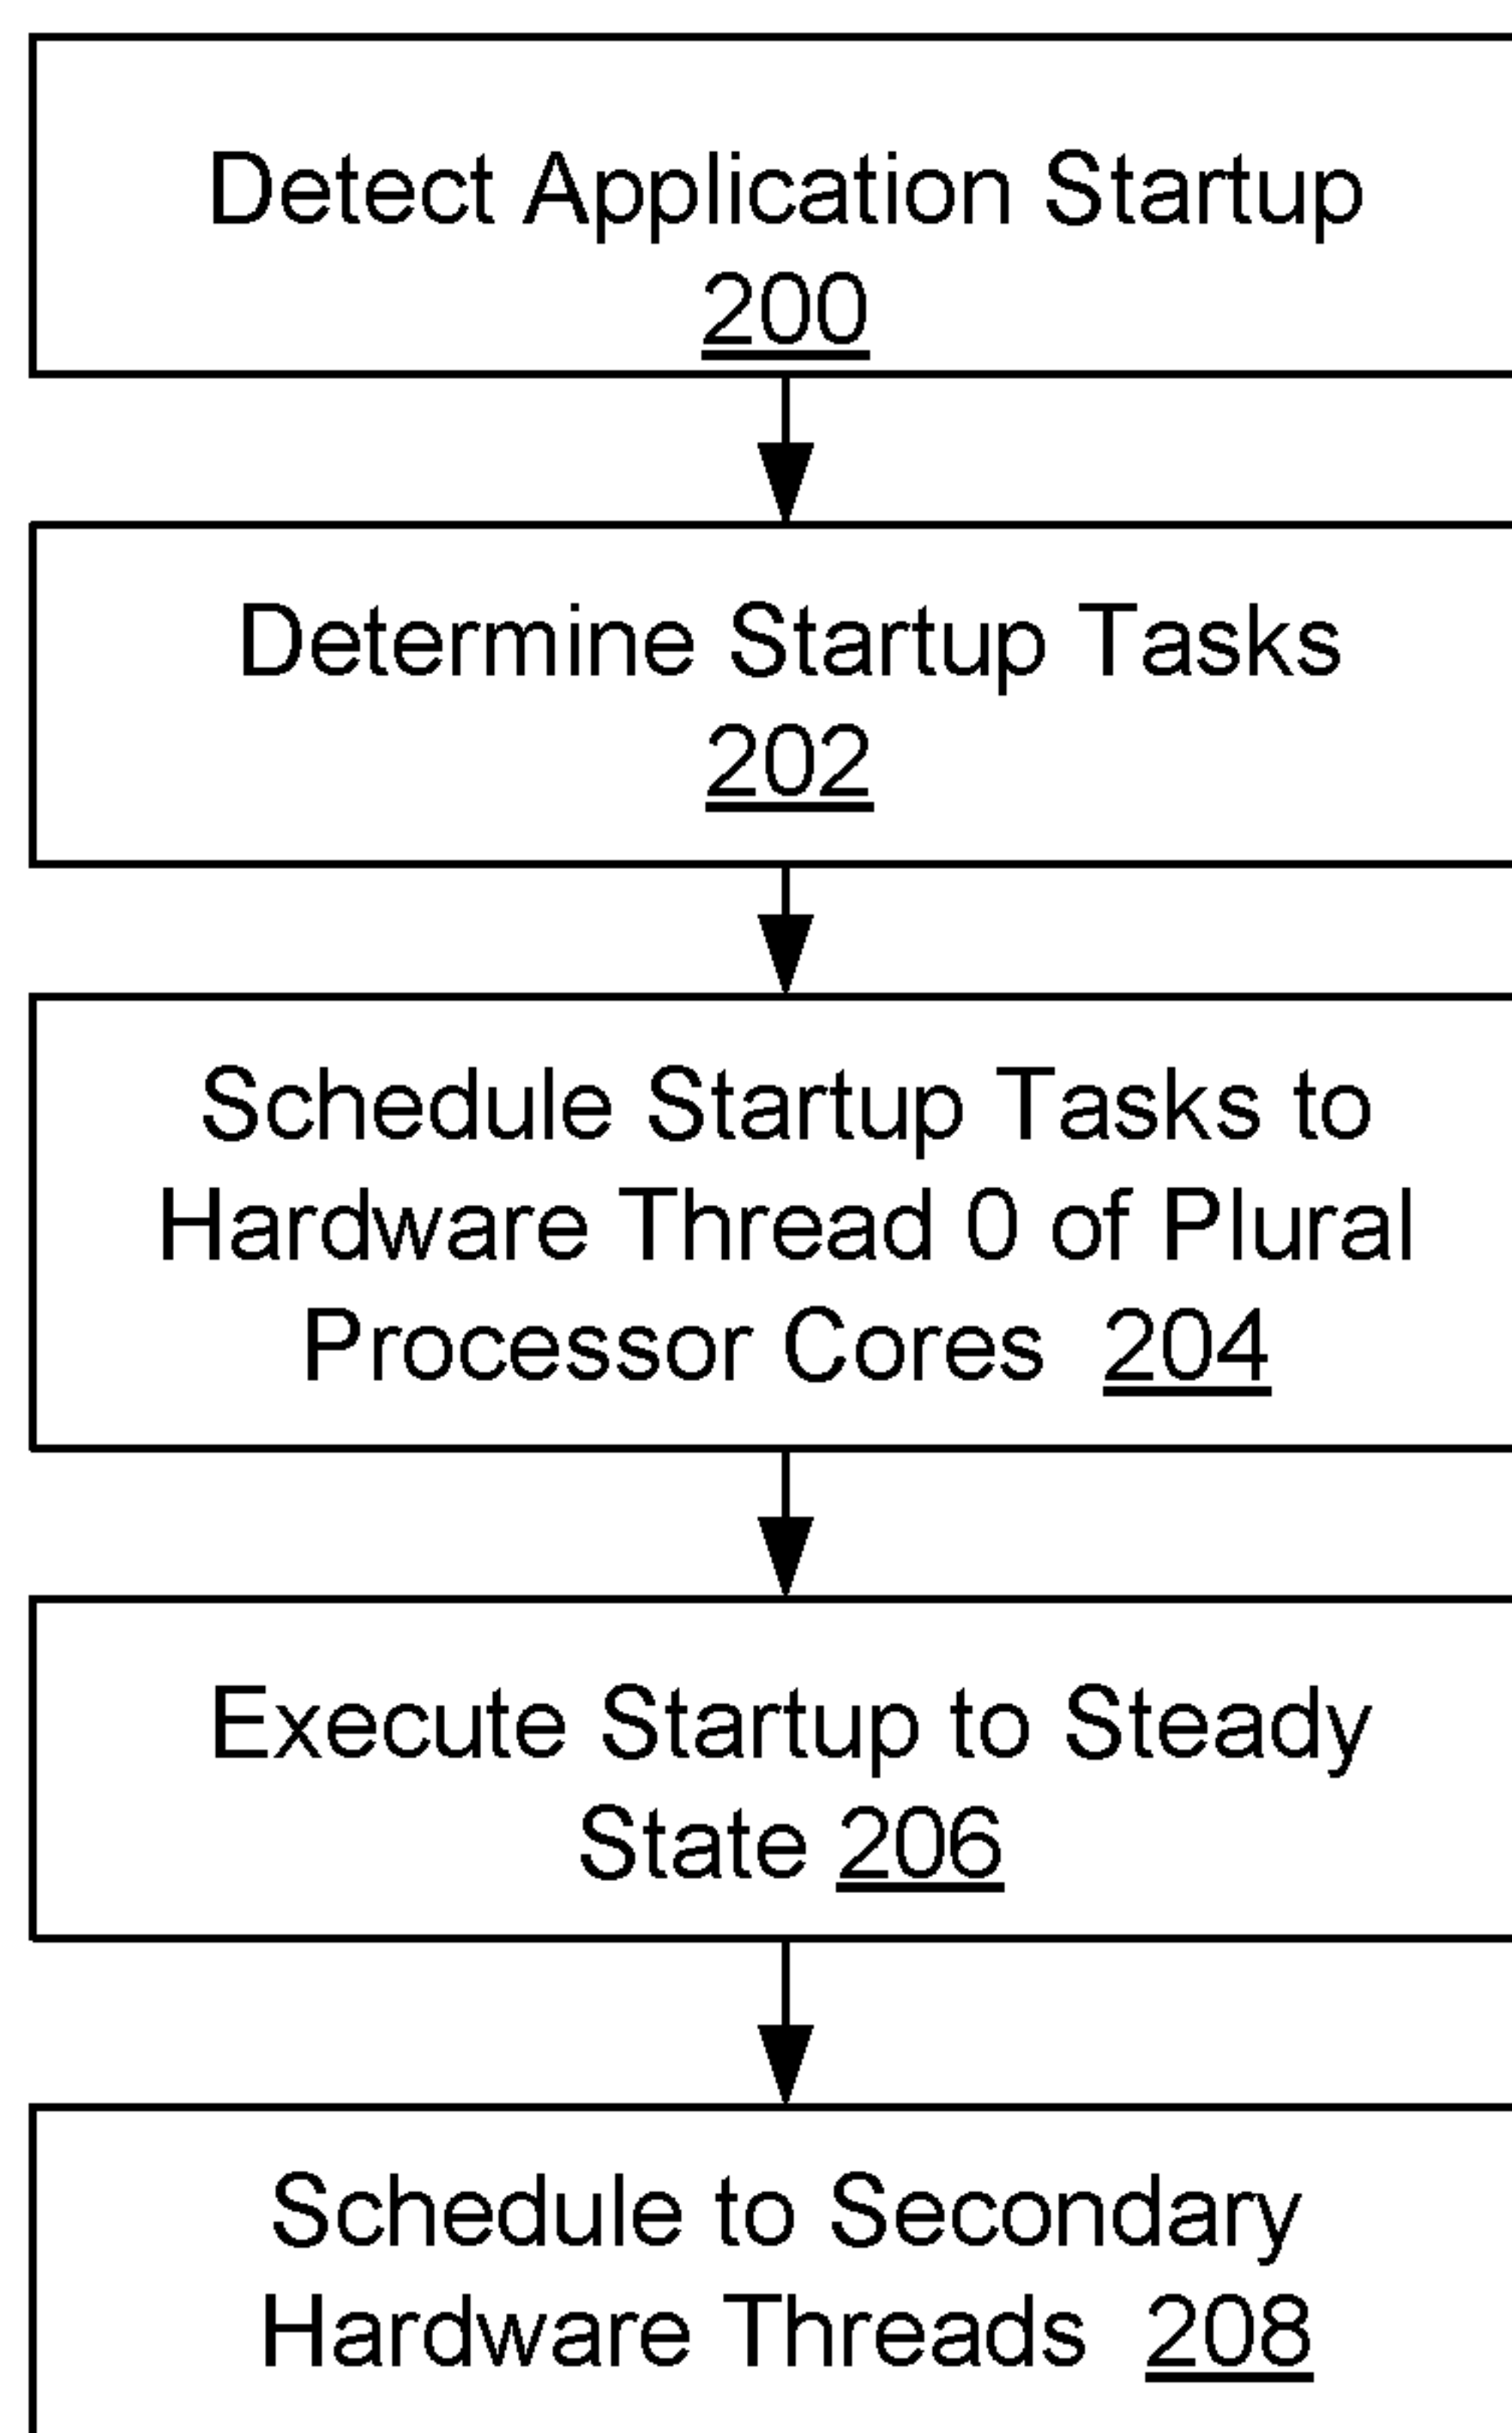 Detect Application Startup
200
Determine Startup Tasks
202
Schedule Startup Tasks to
Hardware Thread 0 of Plural
Processor Cores 204
Execute Startup to Steady
State 206
Schedule to Secondary
Hardware Threads 208